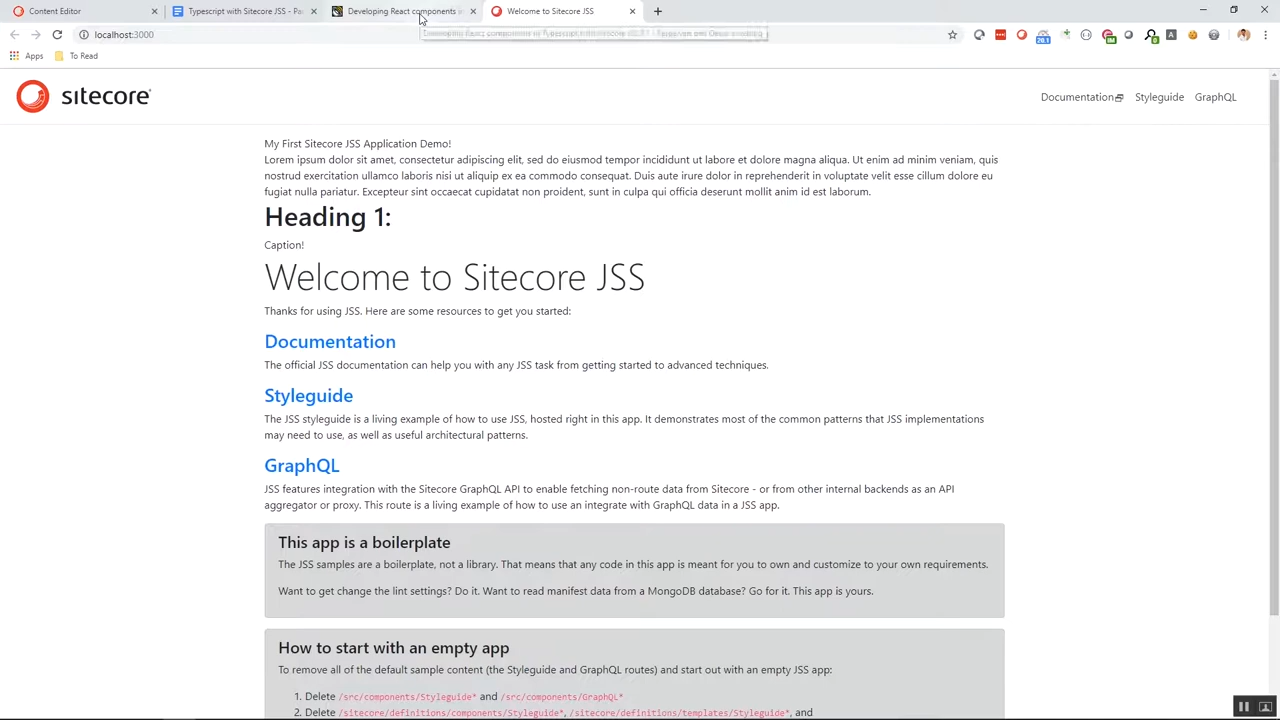 Content Editor
Typescript with Sitecore JSS - Pa
Developing React components in
Welcome to Sitecore JSS
localhost:3000
Apps
To Read
sitecore
Documentation
Styleguide
GraphQL
My First Sitecore JSS Application Demo!
Lorem ipsum dolor sit amet, consectetur adipiscing elit, sed do eiusmod tempor incididunt ut labore et dolore magna aliqua. Ut enim ad minim veniam, quis
nostrud exercitation ullamco laboris nisi ut aliquip ex ea commodo consequat. Duis aute irure dolor in reprehenderit in voluptate velit esse cillum dolore eu
fugiat nulla pariatur. Excepteur sint occaecat cupidatat non proident, sunt in culpa qui officia deserunt mollit anim id est laborum.
Heading 1:
Caption!
Welcome to Sitecore JSS
Thanks for using JSS. Here are some resources to get you started:
Documentation
The official JSS documentation can help you with any JSS task from getting started to advanced techniques.
Styleguide
The JSS styleguide is a living example of how to use JSS, hosted right in this app. It demonstrates most of the common patterns that JSS implementations
may need to use, as well as useful architectural patterns.
GraphQL
JSS features integration with the Sitecore GraphQL API to enable fetching non-route data from Sitecore - or from other internal backends as an API
aggregator or proxy. This route is a living example of how to use an integrate with GraphQL data in a JSS app.
This app is a boilerplate
The JSS samples are a boilerplate, not a library. That means that any code in this app is meant for you to own and customize to your own requirements.
Want to get change the lint settings? Do it. Want to read manifest data from a MongoDB database? Go for it. This app is yours.
How to start with an empty app
To remove all of the default sample content (the Styleguide and GraphQL routes) and start out with an empty JSS app:
1. Delete /src/components/Styleguide* and /src/components/GraphQL*
2. Delete /sitecore/definitions/components/Styleguide*, /sitecore/definitions/templates/Styleguide*, and